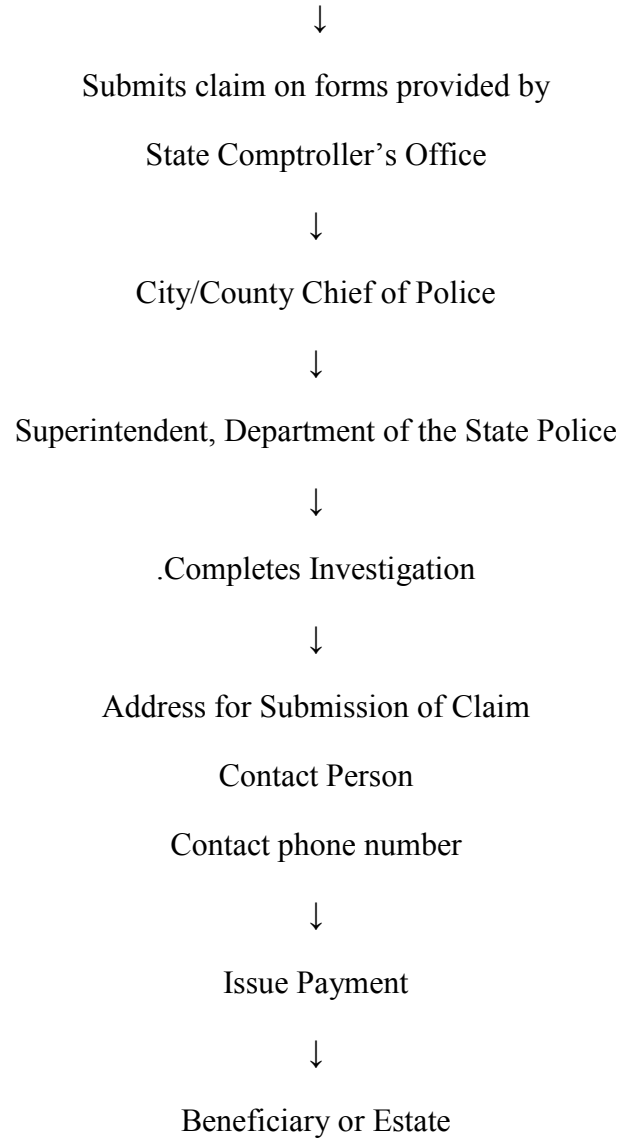 ↓
Submits claim on forms provided by
State Comptroller’s Office
↓
City/County Chief of Police
↓
Superintendent, Department of the State Police
↓
.Completes Investigation
↓
Address for Submission of Claim
Contact Person
Contact phone number
↓
Issue Payment
↓
Beneficiary or Estate